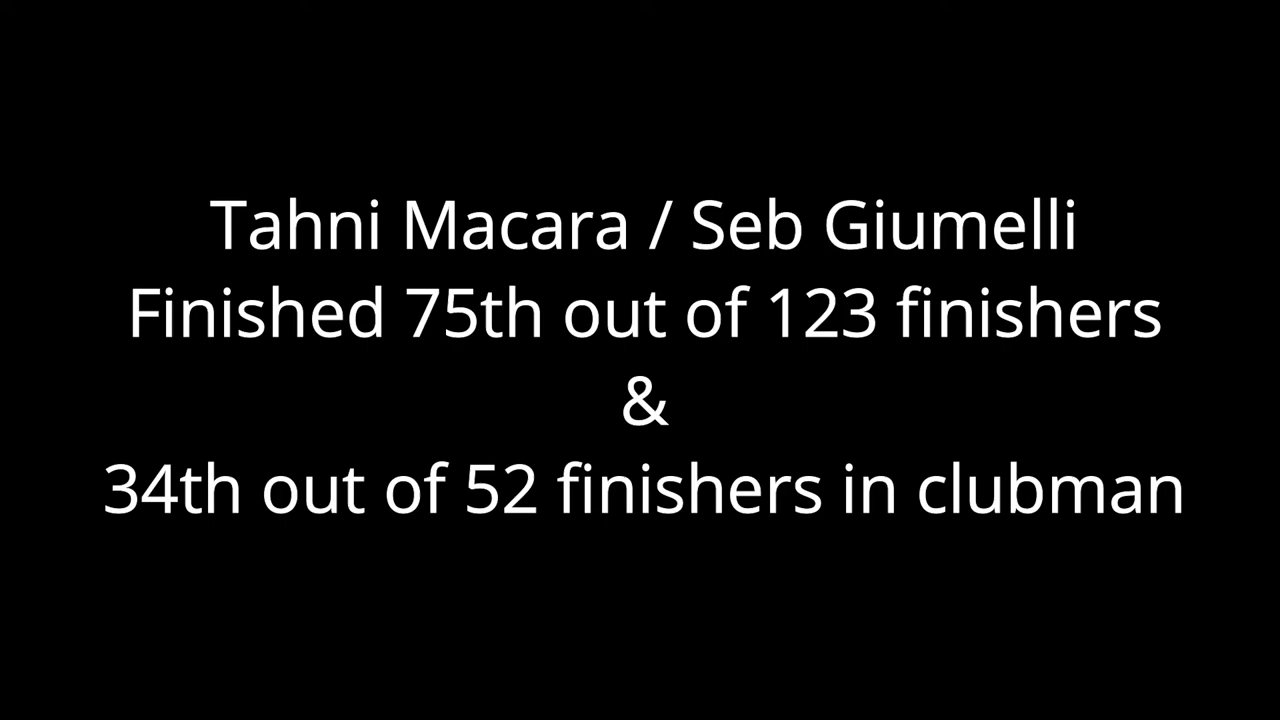 Tahni Macara / Seb Giumelli
Finished 75th out of 123 finishers
&
34th out of 52 finishers in clubman